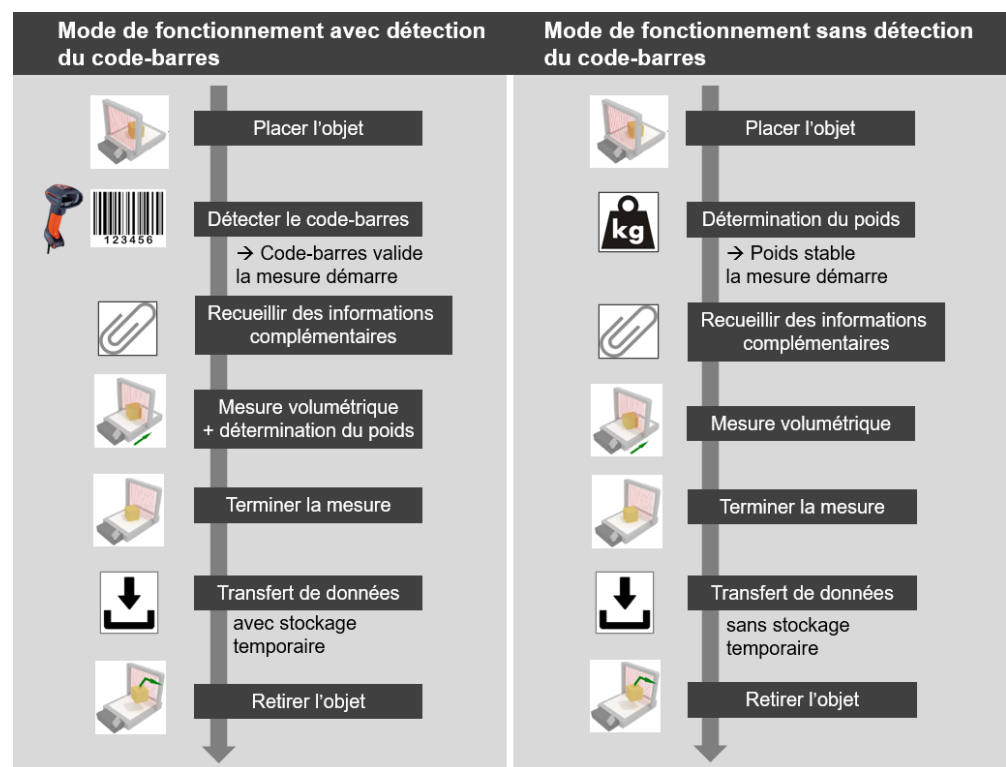 Mode de fonctionnement avec détection
du code-barres
Placer l'objet
123456
Détecter le code-barres
→ Code-barres valide
la mesure démarre
Recueillir des informations
complémentaires
Mesure volumétrique
+ détermination du poids
Terminer la mesure
Transfert de données
avec stockage
temporaire
Retirer l'objet
Mode de fonctionnement sans détection
du code-barres
Placer l'objet
kg
Détermination du poids
→ Poids stable
la mesure démarre
Recueillir des informations
complémentaires
Mesure volumétrique
Terminer la mesure
Transfert de données
sans stockage
temporaire
Retirer l'objet